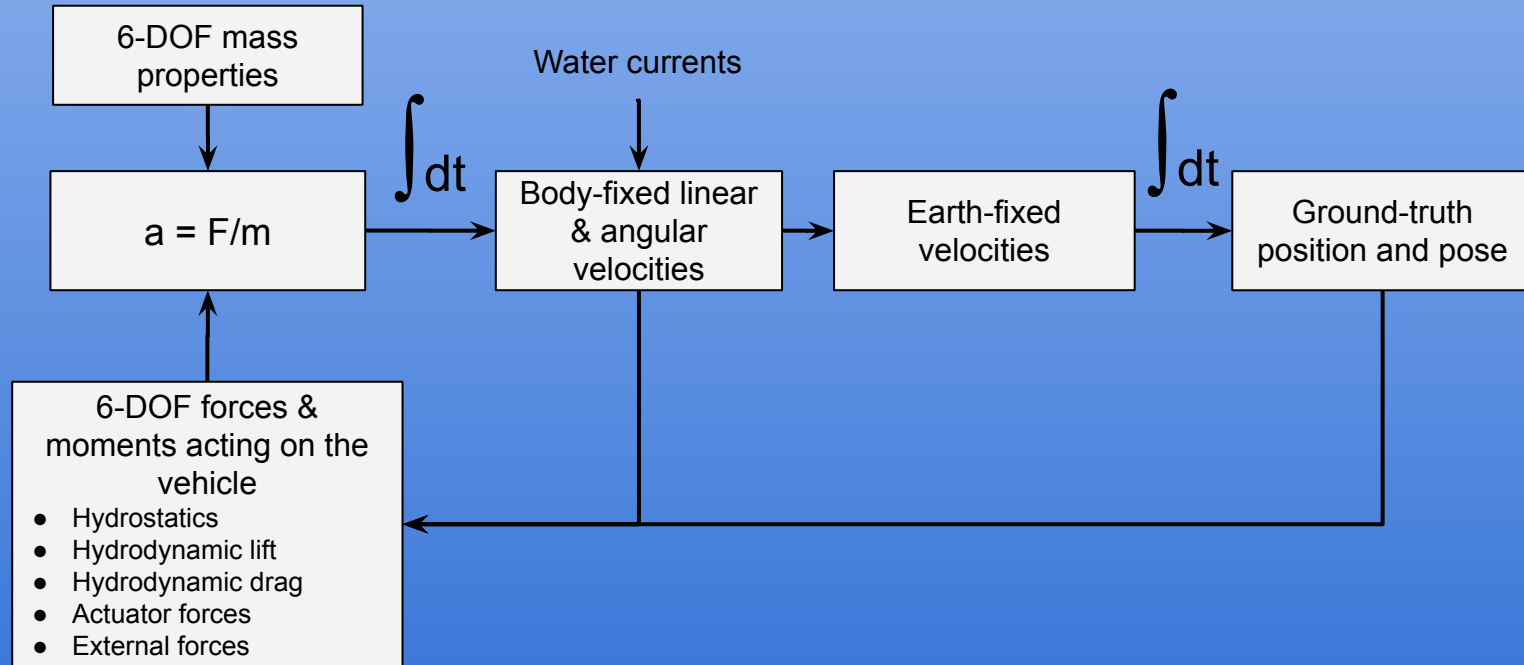 6-DOF mass
properties
Water currents
∫dt
∫dt
a = F/m
Body-fixed linear
& angular
velocities
Earth-fixed
velocities
Ground-truth
position and pose
6-DOF forces &
moments acting on the
vehicle
● Hydrostatics
● Hydrodynamic lift
● Hydrodynamic drag
● Actuator forces
● External forces